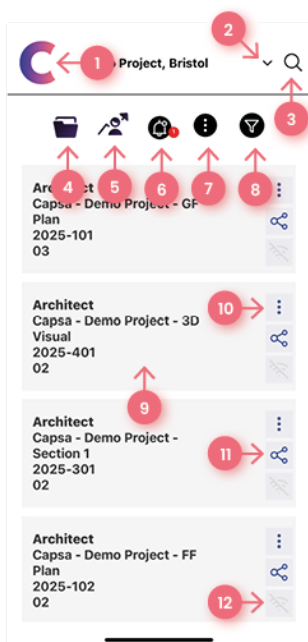 2
1
o Project, Bristol
3
1
4
5
6
7
8
Architect
Capsa - Demo Project - GF
Plan
2025-101
03
Architect
Capsa - Demo Project - 3D
Visual
2025-401
02
10
9
Architect
Capsa - Demo Project -
Section 1
2025-301
02
11
Architect
Capsa - Demo Project - FF
Plan
2025-102
02
12